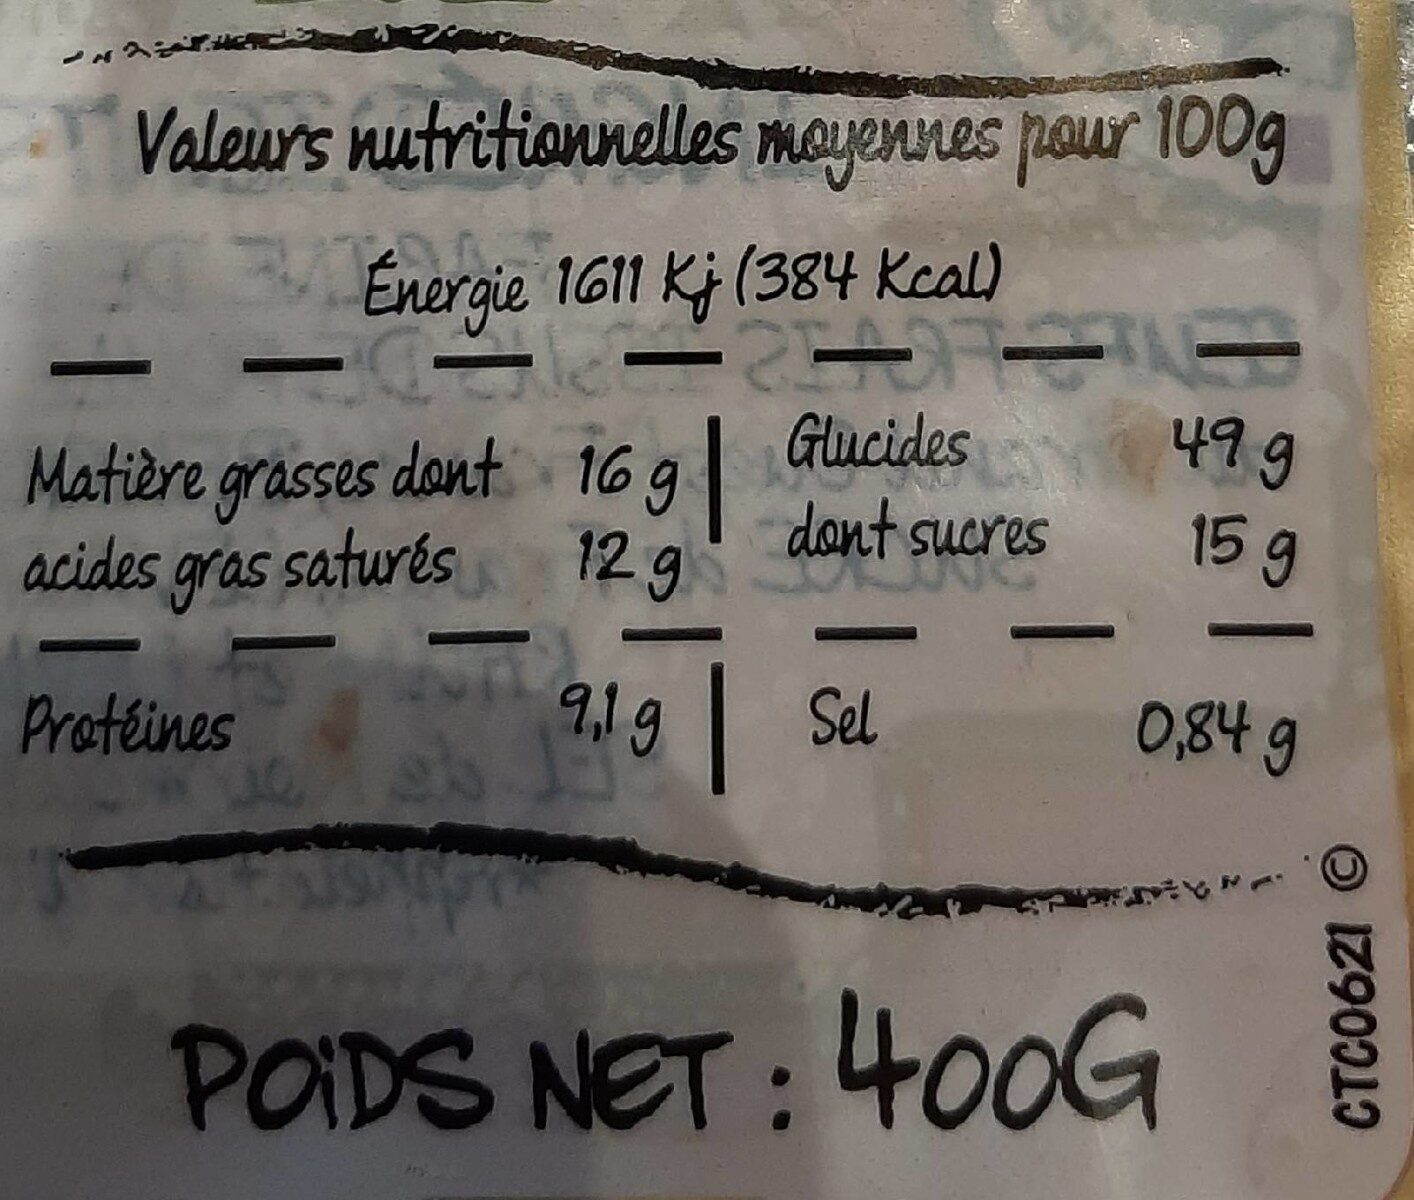 Valeurs nutritionnelles moyennes pour 100g
Énergie 1611 Kj (384 Kcal)
Matière grasses dont 16 g
acides gras saturés 12 g
Glucides 49 g
dont sucres 15 g
Protéines 9,1 g
Sel 0,84 g
POiDS NET : 400G
CTC0621 ©